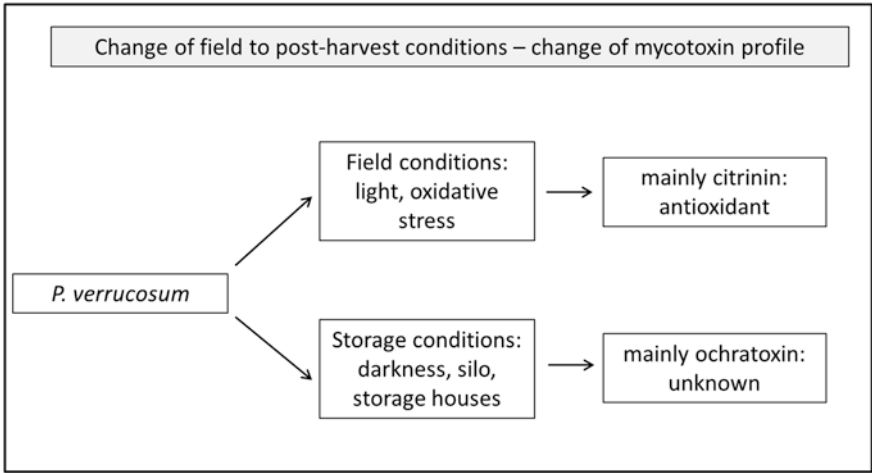 Change of field to post-harvest conditions – change of mycotoxin profile
Field conditions:
light, oxidative
stress
mainly citrinin:
antioxidant
P. verrucosum
Storage conditions:
darkness, silo,
storage houses
mainly ochratoxin:
unknown